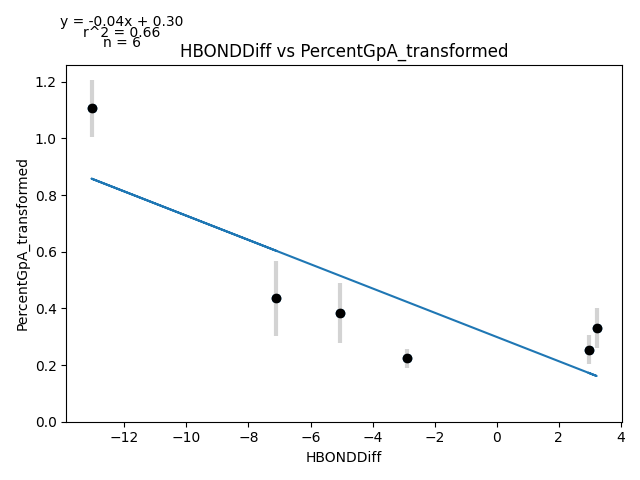 y = -0.04x + 0.30
r^2 = 0.66
n = 6
HBONDDiff vs PercentGpA_transformed
1.2
1.0
0.8
0.6
0.4
0.2
0.0
PercentGpA_transformed
−12 −10 −8 −6 −4 −2 0 2 4
HBONDDiff